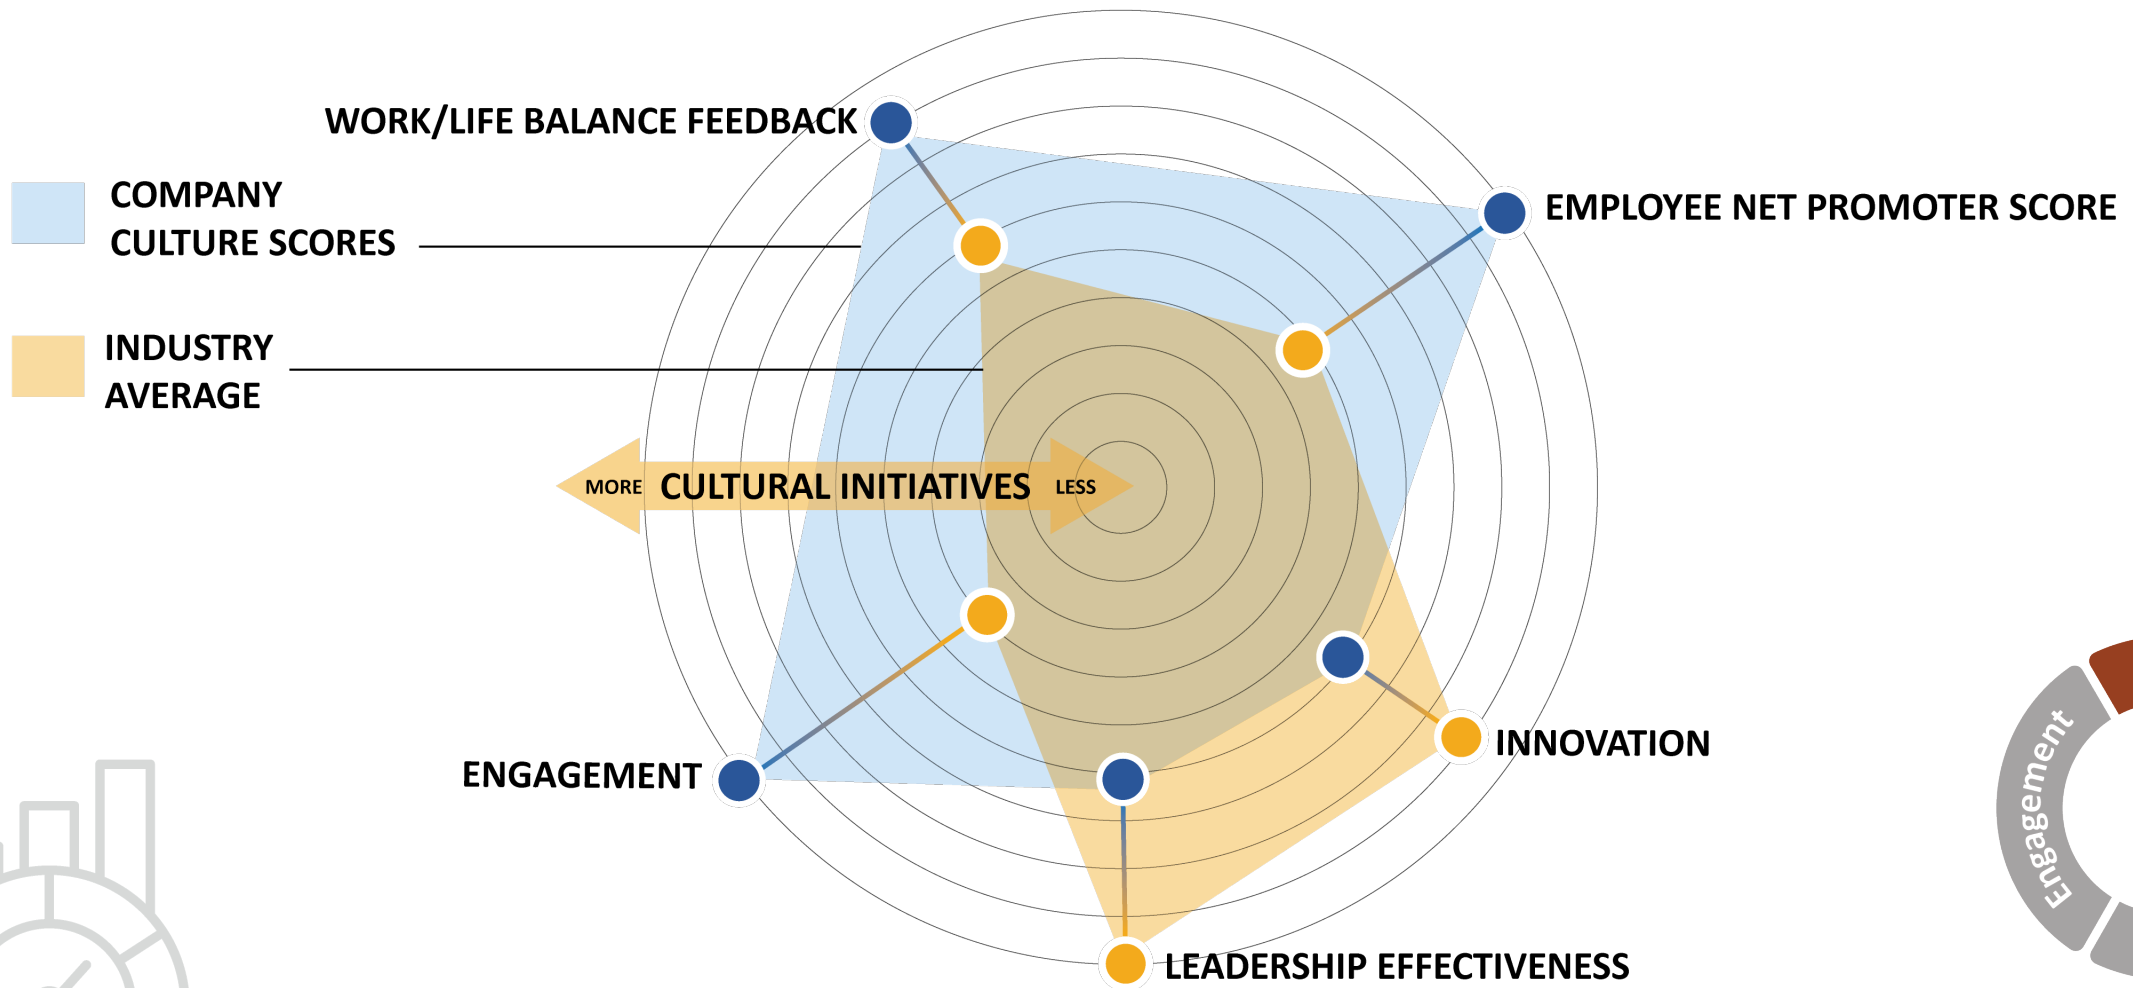 WORK/LIFE BALANCE FEEDBACK
COMPANY
CULTURE SCORES
EMPLOYEE NET PROMOTER SCORE
INDUSTRY
AVERAGE
MORE CULTURAL INITIATIVES LESS
ENGAGEMENT
INNOVATION
LEADERSHIP EFFECTIVENESS
Engagement